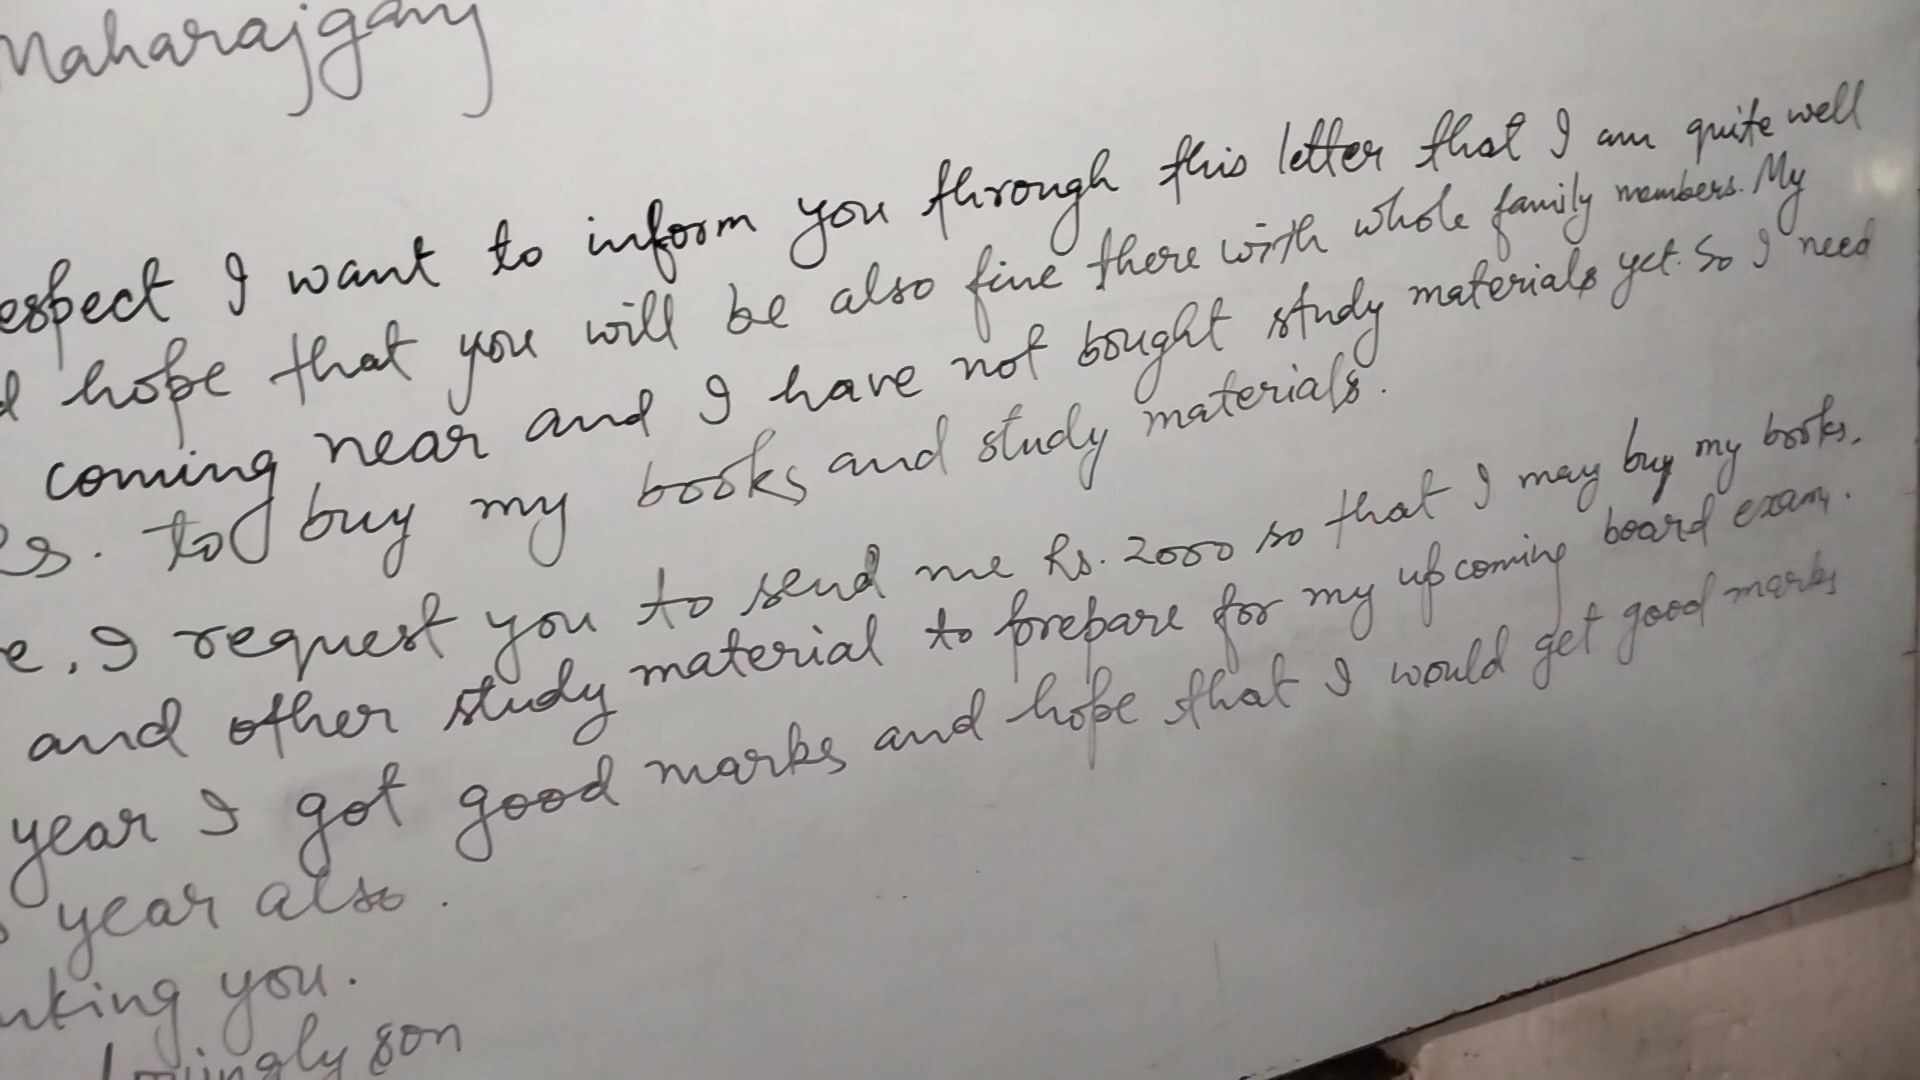 Maharajganj
espect I want to inform you through this letter that I am quite well
d hope that you will be also fine there with whole family members. My
coming near and I have not bought study materials yet. So I need
es. to buy my books and study materials.
e, I request you to send me Rs. 2000 so that I may buy my books.
and other study material to prepare for my upcoming board exam.
year I got good marks and hope that I would get good marks
s year also.
nking you.
lovingly son